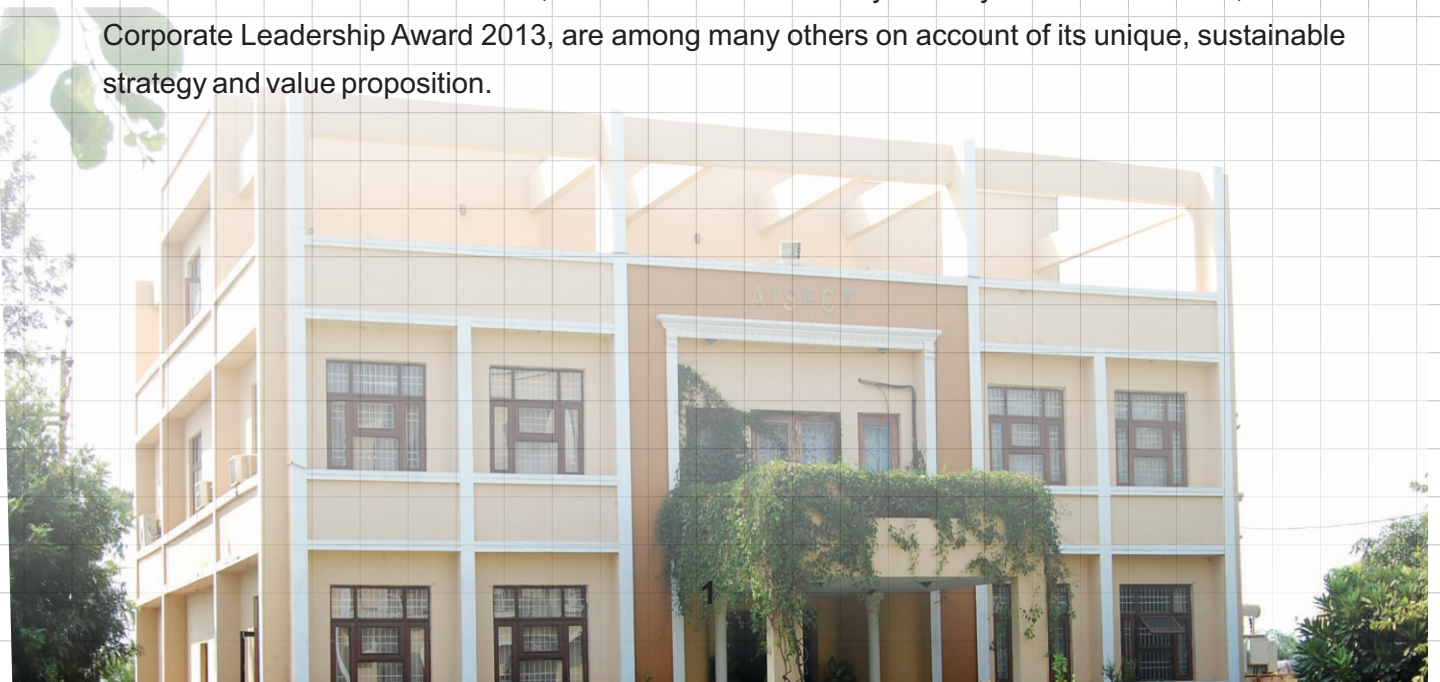 Corporate Leadership Award 2013, are among many others on account of its unique, sustainable
strategy and value proposition.
AISECT
1